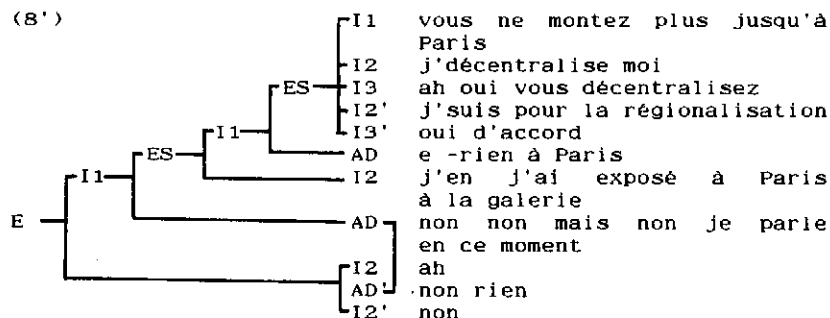 (8')
I1 vous ne montez plus jusqu'à
Paris
I2 j'décentralise moi
ES I3 ah oui vous décentralisez
I2' j'suis pour la régionalisation
I1 I3' oui d'accord
ES AD e -rien à Paris
I1 I2 j'en j'ai exposé à Paris
à la galerie
E AD non non mais non je parle
en ce moment
I2 ah
AD' non rien
I2' non